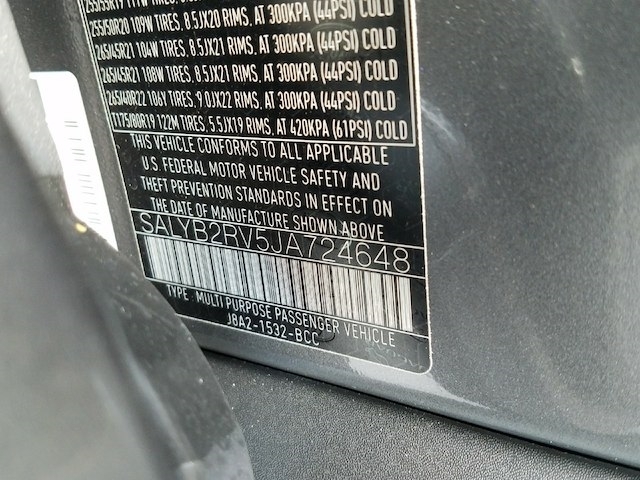 255/55R19 111W TIRES,
255/50R20 109W TIRES, 8.5JX20 RIMS, AT 300KPA (44PSI) COLD
265/45R21 104W TIRES, 8.5JX21 RIMS, AT 300KPA (44PSI) COLD
265/45R21 108W TIRES, 8.5JX21 RIMS, AT 300KPA (44PSI) COLD
265/40R22 106Y TIRES, 9.0JX22 RIMS, AT 300KPA (44PSI) COLD
T175/80R19 122M TIRES, 5.5JX19 RIMS, AT 420KPA (61PSI) COLD
THIS VEHICLE CONFORMS TO ALL APPLICABLE
U.S. FEDERAL MOTOR VEHICLE SAFETY AND
THEFT PREVENTION STANDARDS IN EFFECT ON
THE DATE OF MANUFACTURE SHOWN ABOVE
SALYB2RV5JA724648
TYPE: MULTI PURPOSE PASSENGER VEHICLE
J8A2-1532-BCC